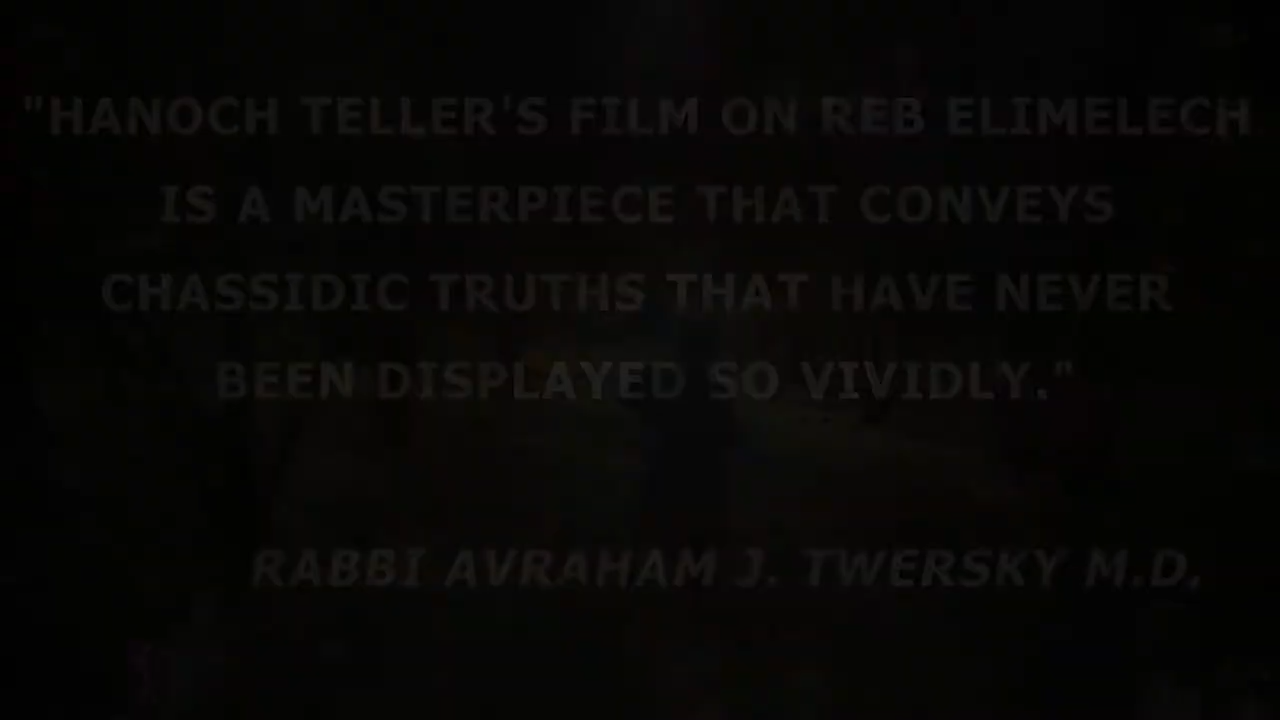 "HANOCH TELLER'S FILM ON REB ELIMELECH
IS A MASTERPIECE THAT CONVEYS
CHASSIDIC TRUTHS THAT HAVE NEVER
BEEN DISPLAYED SO VIVIDLY."
RABBI AVRAHAM J. TWERSKY M.D.